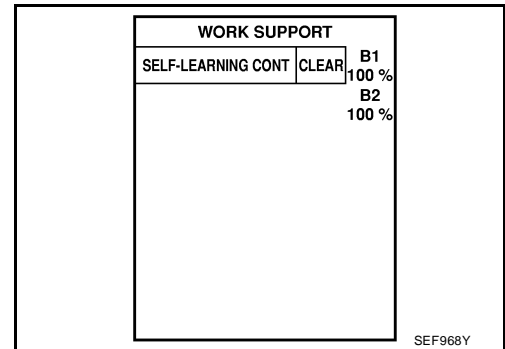 WORK SUPPORT
SELF-LEARNING CONT CLEAR B1
100 %
B2
100 %
SEF968Y